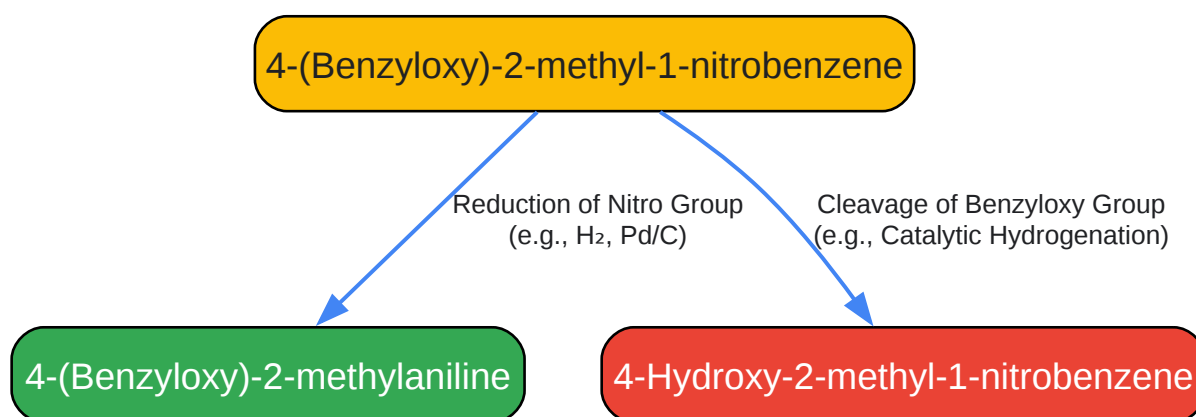 4-(Benzyloxy)-2-methyl-1-nitrobenzene
Reduction of Nitro Group
(e.g., H₂, Pd/C)
Cleavage of Benzyloxy Group
(e.g., Catalytic Hydrogenation)
4-(Benzyloxy)-2-methylaniline
4-Hydroxy-2-methyl-1-nitrobenzene